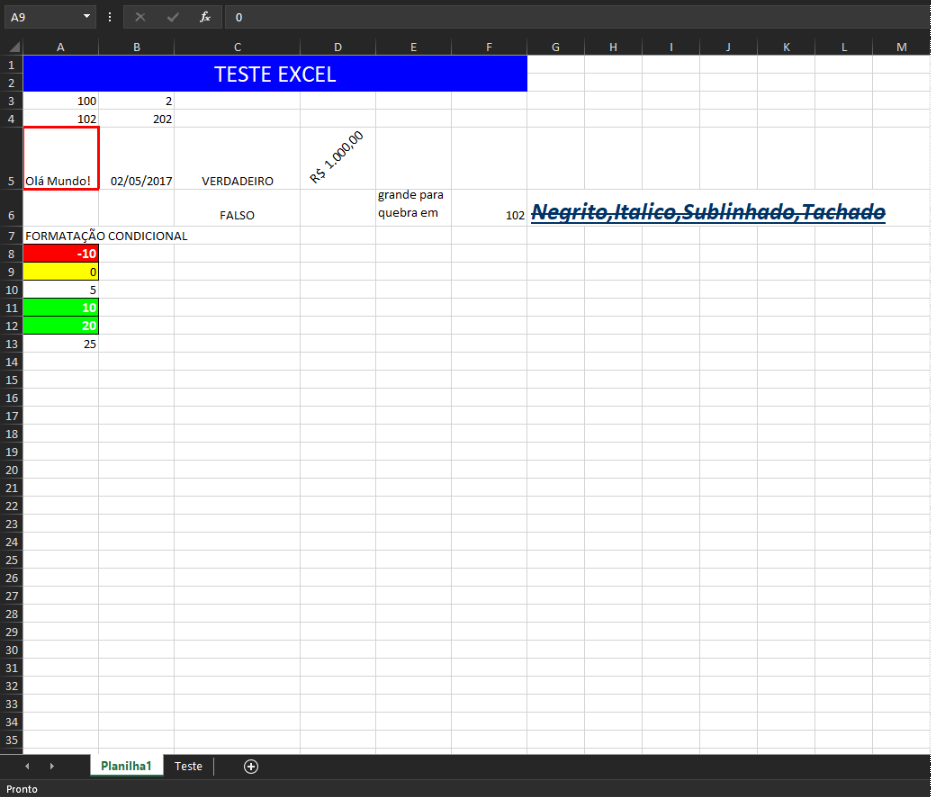 A9 fx 0
A B C D E F G H I J K L M
1 TESTE EXCEL
2
3 100 2
4 102 202
5 Olá Mundo! 02/05/2017 VERDADEIRO R$ 1.000,00
grande para
6 FALSO quebra em 102 Negrito,Italico,Sublinhado,Tachado
7 FORMATAÇÃO CONDICIONAL
8 -10
9 0
10 5
11 10
12 20
13 25
14
15
16
17
18
19
20
21
22
23
24
25
26
27
28
29
30
31
32
33
34
35
Planilha1 Teste
Pronto